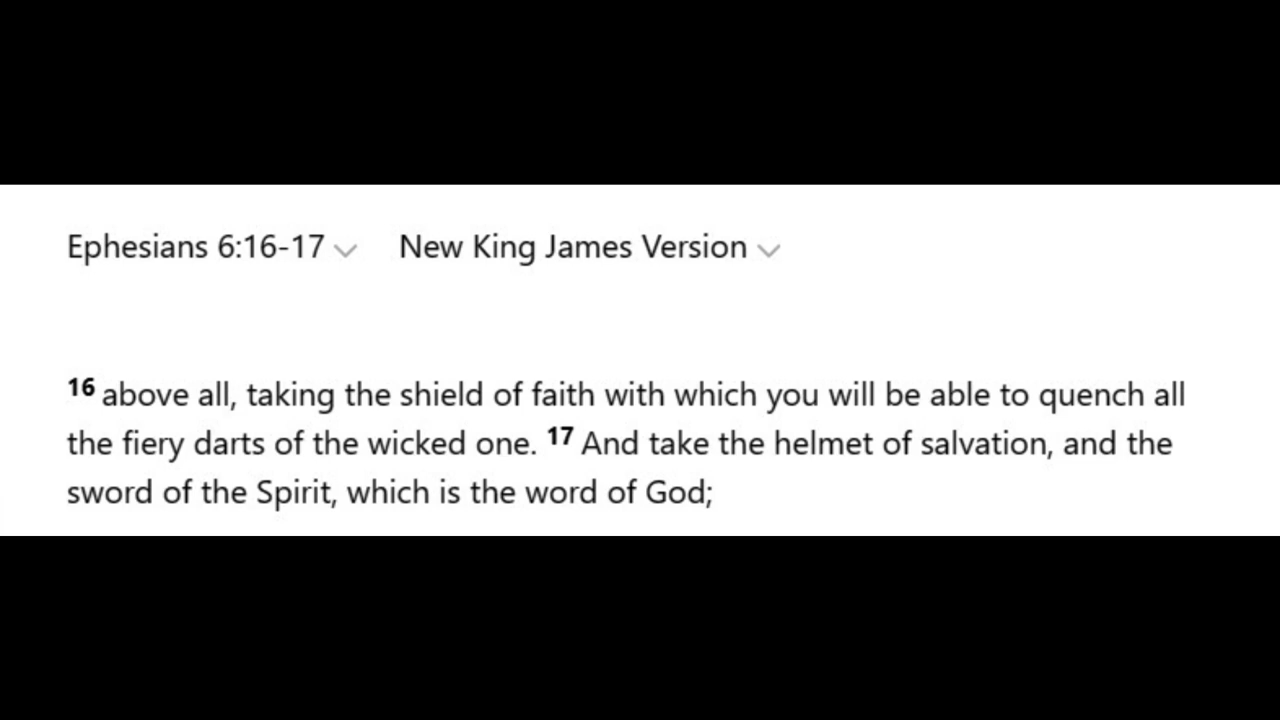 Ephesians 6:16-17 New King James Version
16 above all, taking the shield of faith with which you will be able to quench all
the fiery darts of the wicked one. 17 And take the helmet of salvation, and the
sword of the Spirit, which is the word of God;